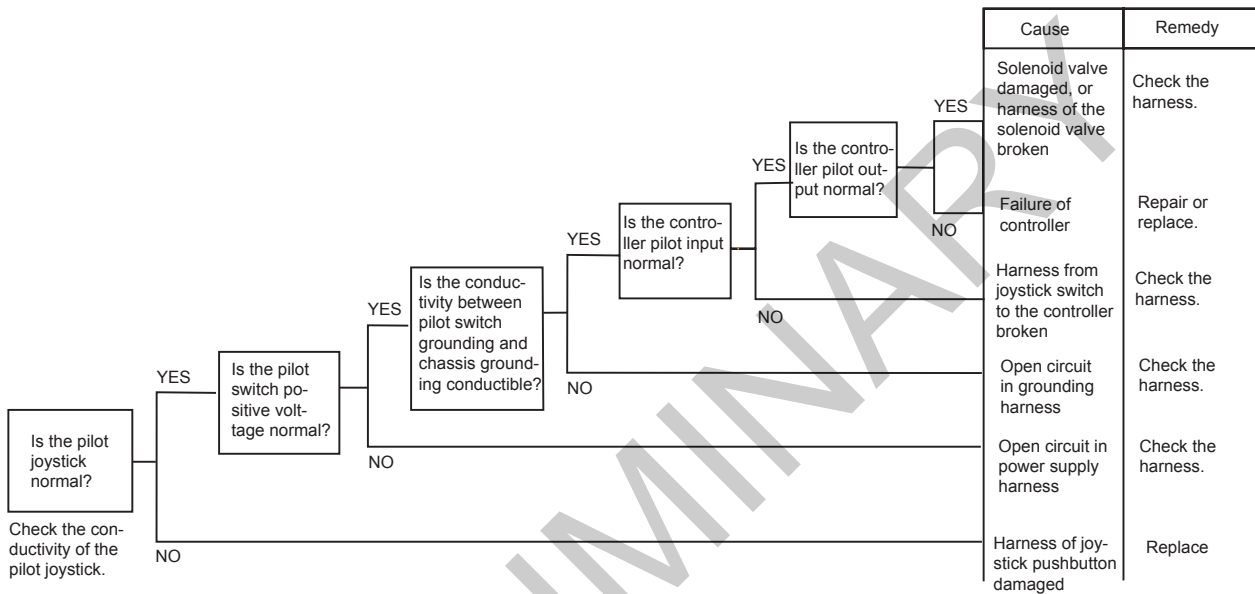 Cause
Remedy
Solenoid valve
damaged, or
harness of the
solenoid valve
broken
Check the
harness.
YES
Is the contro-
ller pilot out-
put normal?
YES
NO
Failure of
controller
Repair or
replace.
Is the contro-
ller pilot input
normal?
YES
NO
Harness from
joystick switch
to the controller
broken
Check the
harness.
Is the conduc-
tivity between
pilot switch
grounding and
chassis ground-
ing conductible?
YES
NO
Open circuit
in grounding
harness
Check the
harness.
Is the pilot
switch po-
sitive volt-
tage normal?
YES
NO
Open circuit in
power supply
harness
Check the
harness.
Is the pilot
joystick
normal?
Check the con-
ductivity of the
pilot joystick.
NO
Harness of joy-
stick pushbutton
damaged
Replace